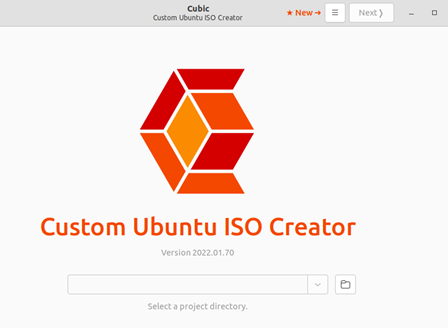 Cubic
Custom Ubuntu ISO Creator
★ New ➔
Next ❭
Custom Ubuntu ISO Creator
Version 2022.01.70
Select a project directory.